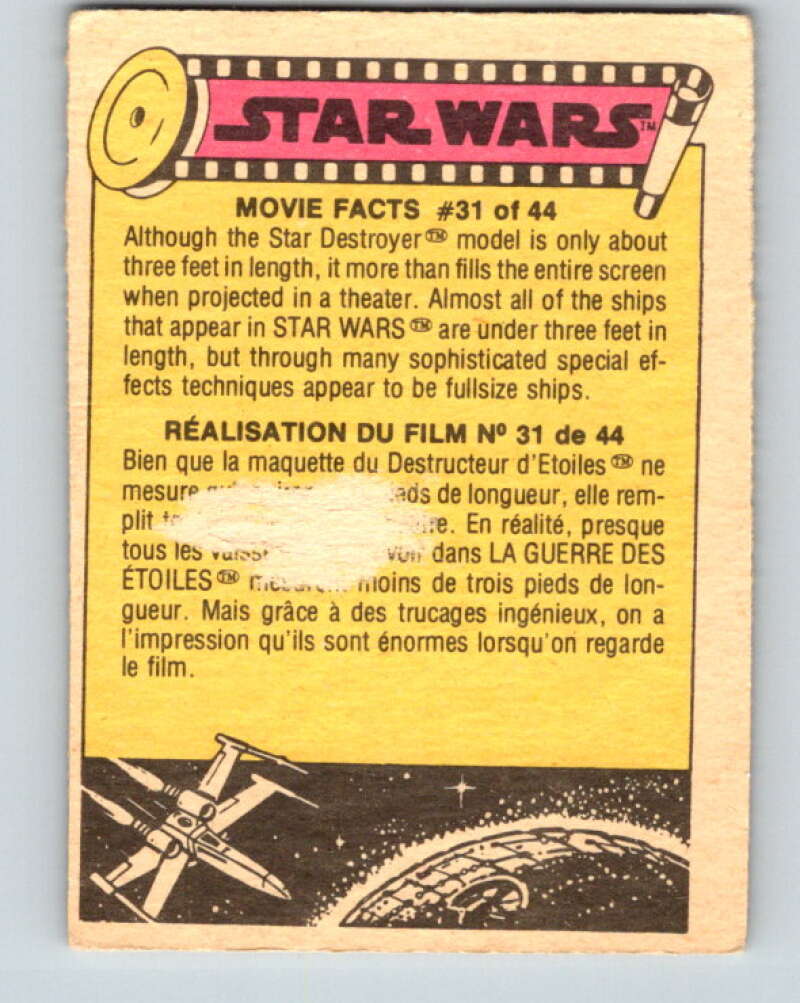 STAR WARS™
MOVIE FACTS #31 of 44
Although the Star Destroyer™ model is only about
three feet in length, it more than fills the entire screen
when projected in a theater. Almost all of the ships
that appear in STAR WARS™ are under three feet in
length, but through many sophisticated special ef-
fects techniques appear to be fullsize ships.
RÉALISATION DU FILM Nº 31 de 44
Bien que la maquette du Destructeur d'Etoiles™ ne
mesure de longueur, elle rem-
plit En réalité, presque
tous les dans LA GUERRE DES
ÉTOILES™ moins de trois pieds de lon-
gueur. Mais grâce à des trucages ingénieux, on a
l'impression qu'ils sont énormes lorsqu'on regarde
le film.